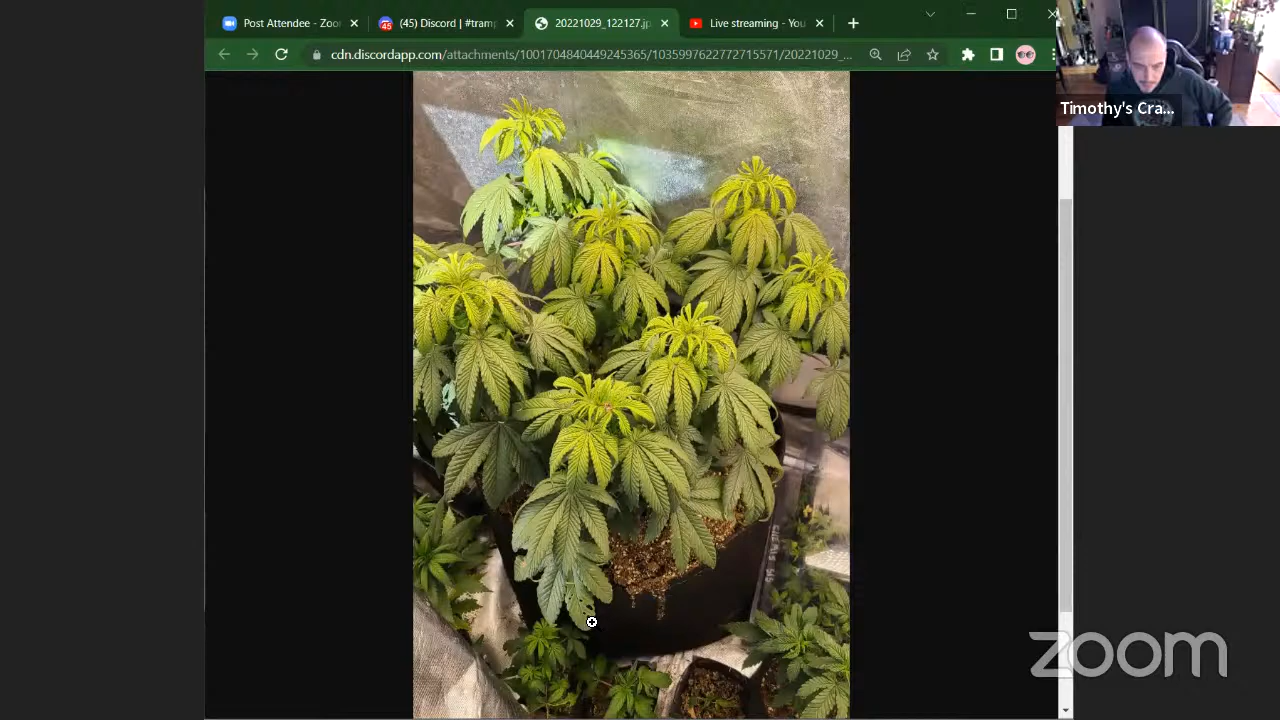 Post Attendee - Zoo
(45) Discord | #tram
20221029_122127.jp
Live streaming - You
cdn.discordapp.com/attachments/1001704840449245365/1035997622772715571/20221029_...
Timothy's Cra...
zoom